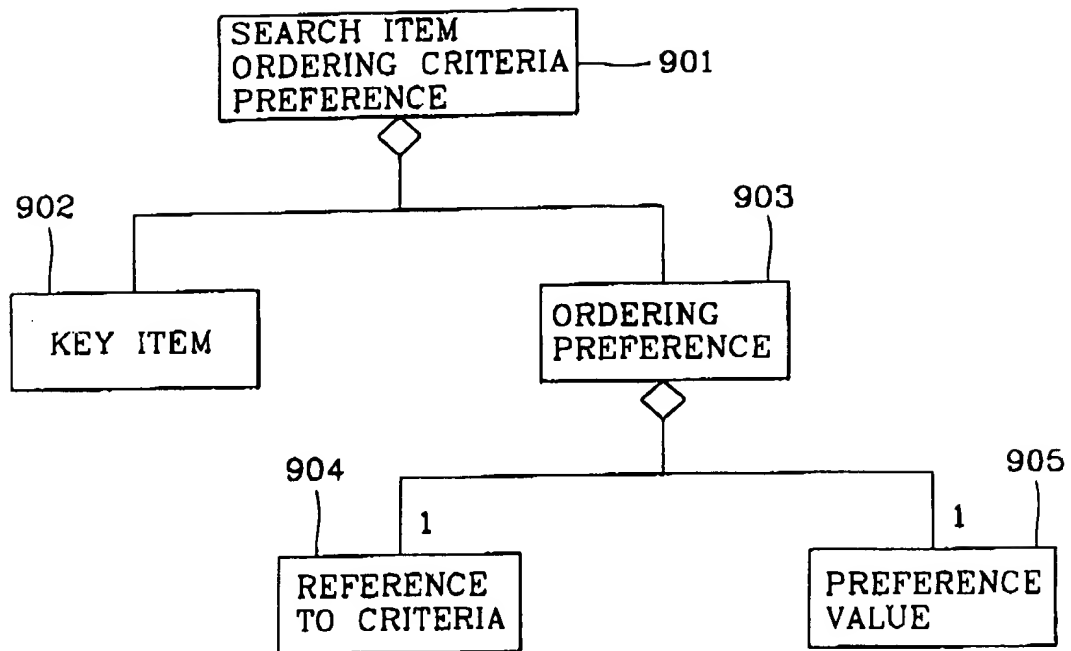 SEARCH ITEM
ORDERING CRITERIA
PREFERENCE
901
902
903
KEY ITEM
ORDERING
PREFERENCE
904
905
1
1
REFERENCE
TO CRITERIA
PREFERENCE
VALUE